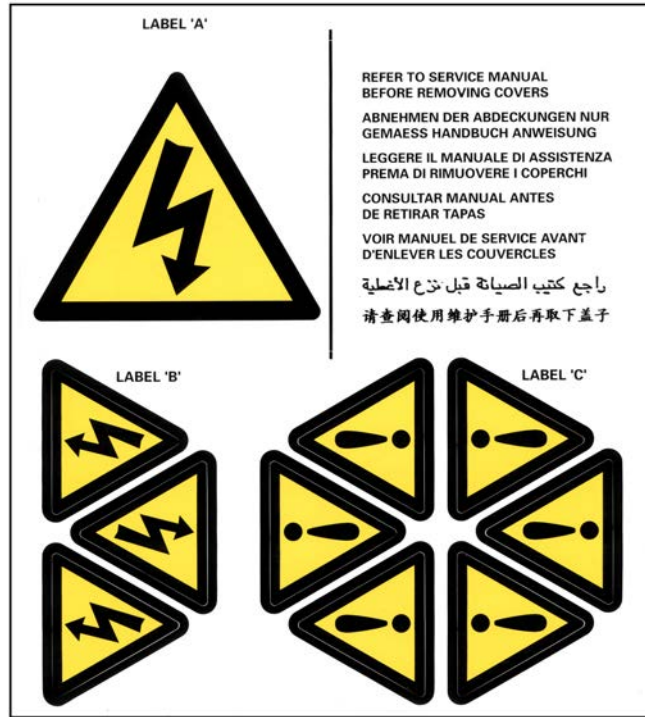 LABEL 'A'
REFER TO SERVICE MANUAL
BEFORE REMOVING COVERS
ABNEHMEN DER ABDECKUNGEN NUR
GEMAESS HANDBUCH ANWEISUNG
LEGGERE IL MANUALE DI ASSISTENZA
PREMA DI RIMUOVERE I COPERCHI
CONSULTAR MANUAL ANTES
DE RETIRAR TAPAS
VOIR MANUEL DE SERVICE AVANT
D'ENLEVER LES COUVERCLES
راجع كتيب الصيانة قبل نزع الأغطية
请查阅使用维护手册后再取下盖子
LABEL 'B'
LABEL 'C'